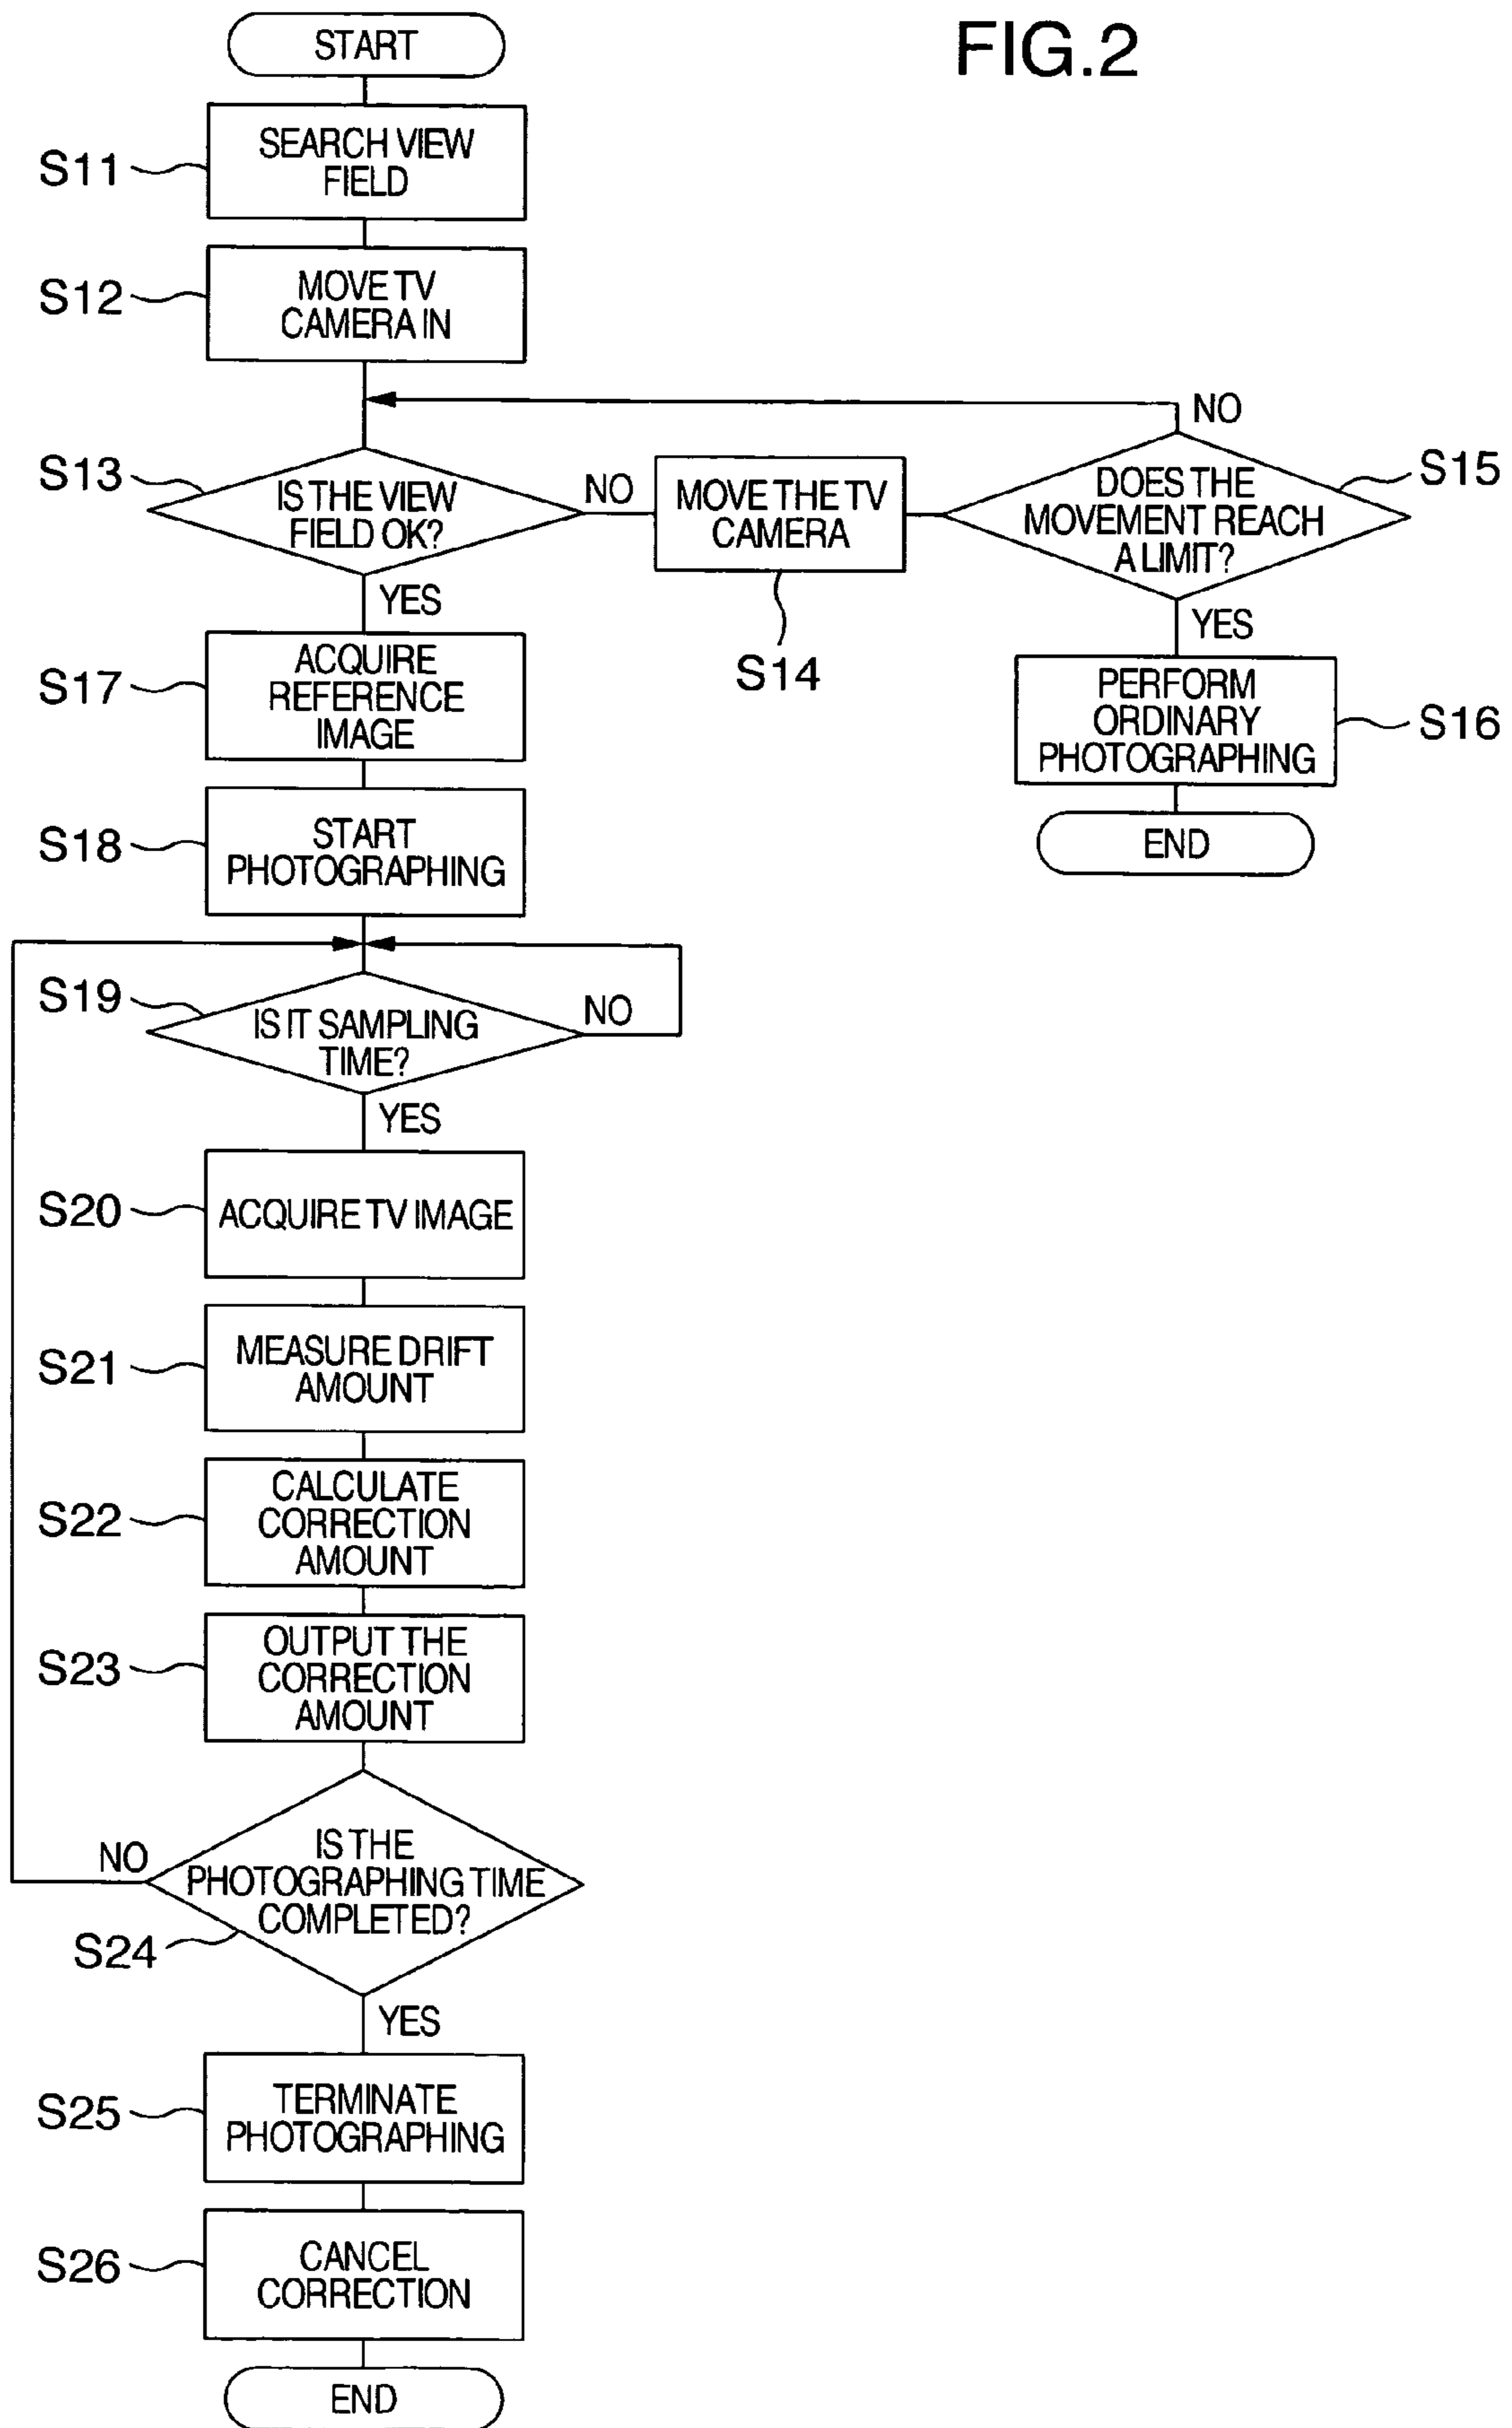 FIG.2
START
S11
SEARCH VIEW
FIELD
S12
MOVE TV
CAMERA IN
S13
IS THE VIEW
FIELD OK?
NO
YES
MOVE THE TV
CAMERA
S14
DOES THE
MOVEMENT REACH
A LIMIT?
S15
NO
YES
PERFORM
ORDINARY
PHOTOGRAPHING
S16
END
S17
ACQUIRE
REFERENCE
IMAGE
S18
START
PHOTOGRAPHING
S19
IS IT SAMPLING
TIME?
NO
YES
S20
ACQUIRE TV IMAGE
S21
MEASURE DRIFT
AMOUNT
S22
CALCULATE
CORRECTION
AMOUNT
S23
OUTPUT THE
CORRECTION
AMOUNT
NO
IS THE
PHOTOGRAPHING TIME
COMPLETED?
S24
YES
S25
TERMINATE
PHOTOGRAPHING
S26
CANCEL
CORRECTION
END